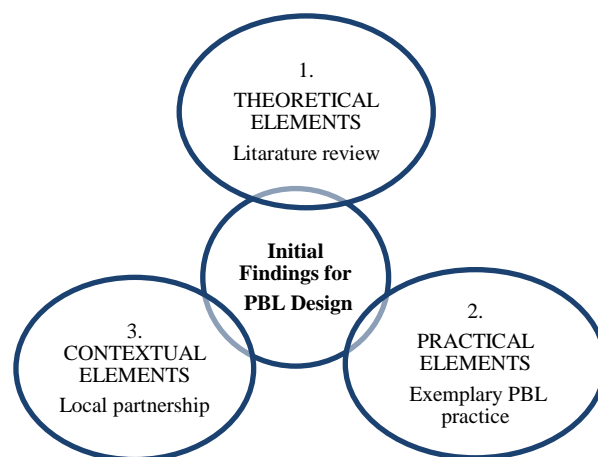 1.
THEORETICAL
ELEMENTS
Litarature review
Initial
Findings for
PBL Design
2.
PRACTICAL
ELEMENTS
Exemplary PBL
practice
3.
CONTEXTUAL
ELEMENTS
Local partnership